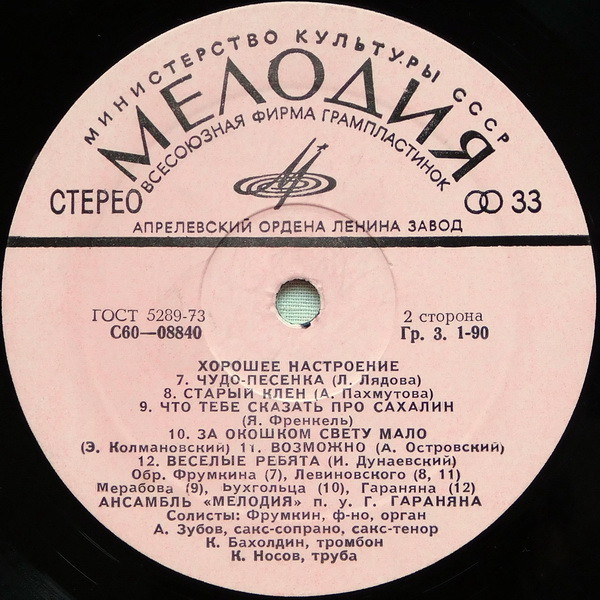 МИНИСТЕРСТВО КУЛЬТУРЫ СССР
МЕЛОДИЯ
ВСЕСОЮЗНАЯ ФИРМА ГРАМПЛАСТИНОК
СТЕРЕО
33
АПРЕЛЕВСКИЙ ОРДЕНА ЛЕНИНА ЗАВОД
ГОСТ 5289-73
С60—08840
2 сторона
Гр. 3. 1-90
ХОРОШЕЕ НАСТРОЕНИЕ
7. ЧУДО-ПЕСЕНКА (Л. Лядова)
8. СТАРЫЙ КЛЕН (А. Пахмутова)
9. ЧТО ТЕБЕ СКАЗАТЬ ПРО САХАЛИН
(Я. Френкель)
10. ЗА ОКОШКОМ СВЕТУ МАЛО
(Э. Колмановский) 11. ВОЗМОЖНО (А. Островский)
12. ВЕСЕЛЫЕ РЕБЯТА (И. Дунаевский)
Обр. Фрумкина (7), Левиновского (8, 11)
Мерабова (9), Бухгольца (10), Гараняна (12)
АНСАМБЛЬ «МЕЛОДИЯ» п. у. Г. ГАРАНЯНА
Солисты: Фрумкин, ф-но, орган
А. Зубов, сакс-сопрано, сакс-тенор
К. Бахолдин, тромбон
К. Носов, труба